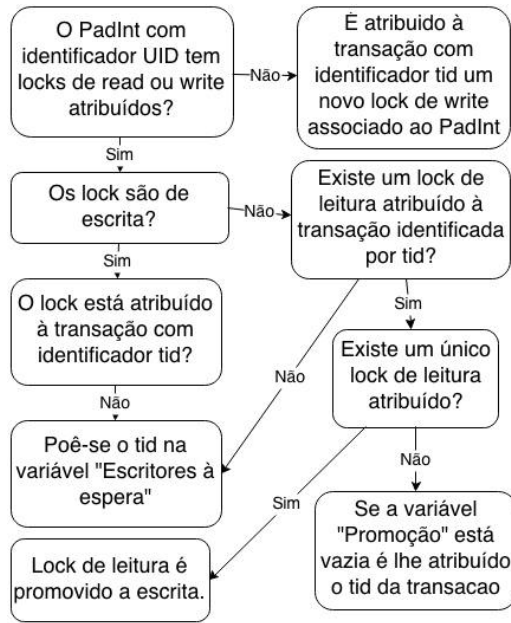 O PadInt com
identificador UID tem
locks de read ou write
atribuídos?
Não
É atribuido à
transação com
identificador tid um
novo lock de write
associado ao PadInt
Sim
Os lock são de
escrita?
Não
Existe um lock de
leitura atribuído à
transação identificada
por tid?
Sim
O lock está atribuído
à transação com
identificador tid?
Sim
Existe um único
lock de leitura
atribuído?
Não
Não
Poê-se o tid na
variável "Escritores à
espera"
Não
Sim
Se a variável
"Promoção" está
vazia é lhe atribuído
o tid da transacao
Lock de leitura é
promovido a escrita.